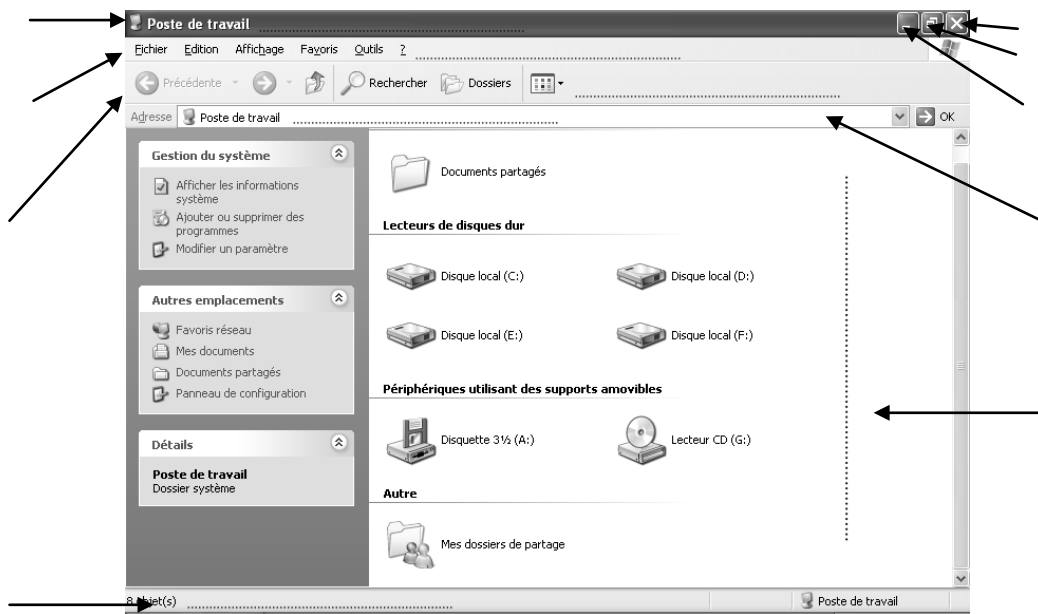 Poste de travail
Fichier Edition Affichage Favoris Outils ?
Précédente Rechercher Dossiers
Adresse Poste de travail OK
Gestion du système
Afficher les informations
système
Ajouter ou supprimer des
programmes
Modifier un paramètre
Autres emplacements
Favoris réseau
Mes documents
Documents partagés
Panneau de configuration
Détails
Poste de travail
Dossier système
Documents partagés
Lecteurs de disques dur
Disque local (C:) Disque local (D:)
Disque local (E:) Disque local (F:)
Périphériques utilisant des supports amovibles
Disquette 3½ (A:) Lecteur CD (G:)
Autre
Mes dossiers de partage
8 objet(s) Poste de travail